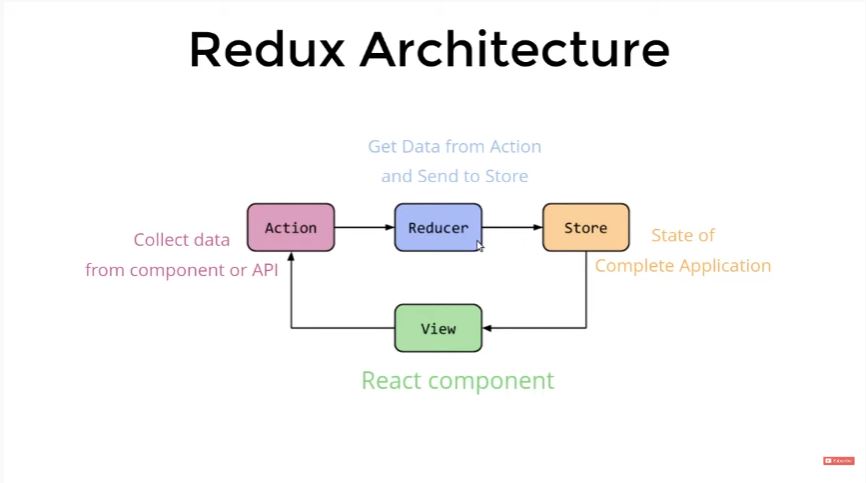 Redux Architecture
Get Data from Action
and Send to Store
Action
Reducer
Store
Collect data
from component or API
State of
Complete Application
View
React component